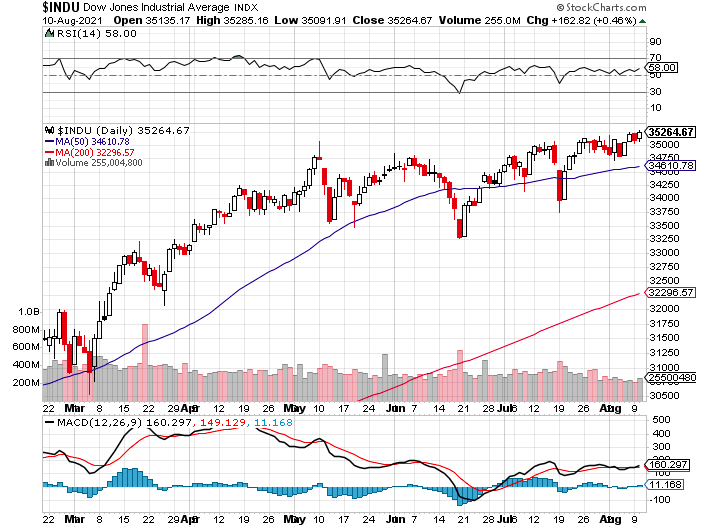 $INDU Dow Jones Industrial Average INDX © StockCharts.com
10-Aug-2021 Open 35135.17 High 35285.16 Low 35091.91 Close 35264.67 Volume 255.0M Chg +162.82 (+0.46%)
RSI(14) 58.00
90
70
58.00
50
30
10
$INDU (Daily) 35264.67
MA(50) 34610.78
MA(200) 32296.57
Volume 255,004,800
35264.67
35000
34750
34610.78
34500
34250
34000
33750
33500
33250
33000
32750
32500
32296.57
32000
31750
31500
31250
31000
30750
30500
1.0B
800M
600M
400M
200M
25500480
22 Mar 8 15 22 29 Apr 12 19 26 May 10 17 24 Jun 7 14 21 28 Jul 6 12 19 26 Aug 9
MACD(12,26,9) 160.297, 149.129, 11.168
500
400
300
160.297
11.168
-100
22 Mar 8 15 22 29 Apr 12 19 26 May 10 17 24 Jun 7 14 21 28 Jul 6 12 19 26 Aug 9